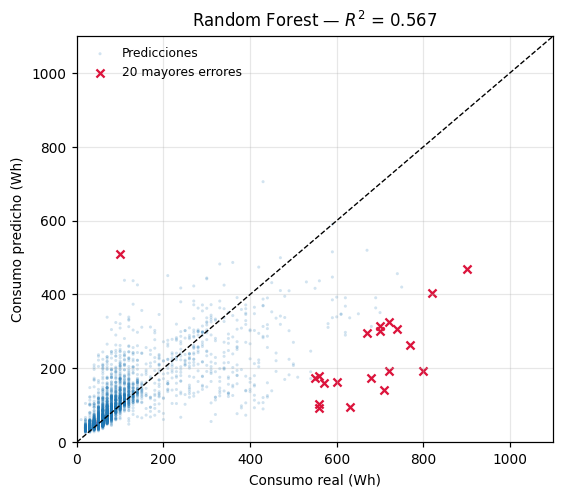 Random Forest — R² = 0.567
Predicciones
20 mayores errores
Consumo predicho (Wh)
1000
800
600
400
200
0
0 200 400 600 800 1000
Consumo real (Wh)